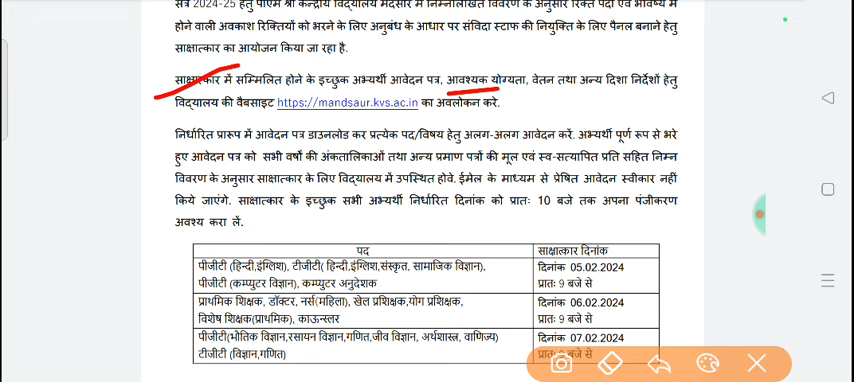 सत्र 2024-25 हेतु पीएम श्री केन्द्रीय विद्यालय मंदसौर में निम्नलिखित विवरण के अनुसार रिक्त पदों एवं भविष्य में
होने वाली अवकाश रिक्तियों को भरने के लिए अनुबंध के आधार पर संविदा स्टाफ की नियुक्ति के लिए पैनल बनाने हेतु
साक्षात्कार का आयोजन किया जा रहा है.
साक्षात्कार में सम्मिलित होने के इच्छुक अभ्यर्थी आवेदन पत्र, आवश्यक योग्यता, वेतन तथा अन्य दिशा निर्देशों हेतु
विद्यालय की वैबसाइट https://mandsaur.kvs.ac.in का अवलोकन करे.
निर्धारित प्रारूप में आवेदन पत्र डाउनलोड कर प्रत्येक पद/विषय हेतु अलग-अलग आवेदन करें. अभ्यर्थी पूर्ण रूप से भरे
हुए आवेदन पत्र को सभी वर्षों की अंकतालिकाओं तथा अन्य प्रमाण पत्रों की मूल एवं स्व-सत्यापित प्रति सहित निम्न
विवरण के अनुसार साक्षात्कार के लिए विद्यालय में उपस्थित होवे. ईमेल के माध्यम से प्रेषित आवेदन स्वीकार नहीं
किये जाएंगे. साक्षात्कार के इच्छुक सभी अभ्यर्थी निर्धारित दिनांक को प्रातः 10 बजे तक अपना पंजीकरण
अवश्य करा लें.
पद साक्षात्कार दिनांक
पीजीटी (हिन्दी,इंग्लिश), टीजीटी( हिन्दी,इंग्लिश,संस्कृत, सामाजिक विज्ञान), दिनांक 05.02.2024
पीजीटी (कम्प्युटर विज्ञान), कम्प्युटर अनुदेशक प्रातः 9 बजे से
प्राथमिक शिक्षक, डॉक्टर, नर्स(महिला), खेल प्रशिक्षक,योग प्रशिक्षक, दिनांक 06.02.2024
विशेष शिक्षक(प्राथमिक), काऊन्स्लर प्रातः 9 बजे से
पीजीटी(भौतिक विज्ञान,रसायन विज्ञान,गणित,जीव विज्ञान, अर्थशास्त्र, वाणिज्य) दिनांक 07.02.2024
टीजीटी (विज्ञान,गणित) प्रातः 9 बजे से